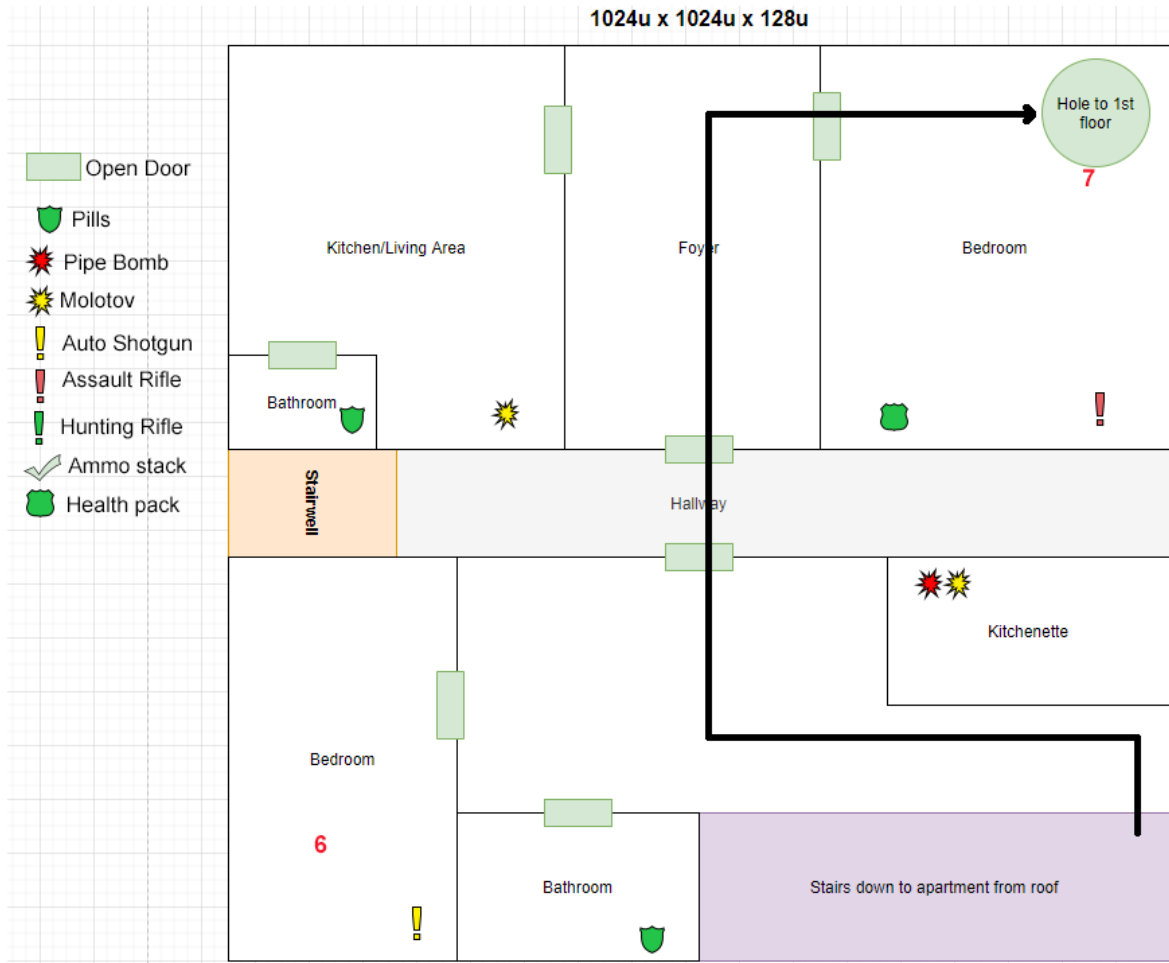 1024u x 1024u x 128u
Hole to 1st
floor
7
Open Door
Pills
Pipe Bomb
Molotov
Auto Shotgun
Assault Rifle
Hunting Rifle
Ammo stack
Health pack
Kitchen/Living Area
Foyer
Bedroom
Bathroom
Stairwell
Hallway
Kitchenette
Bedroom
6
Bathroom
Stairs down to apartment from roof